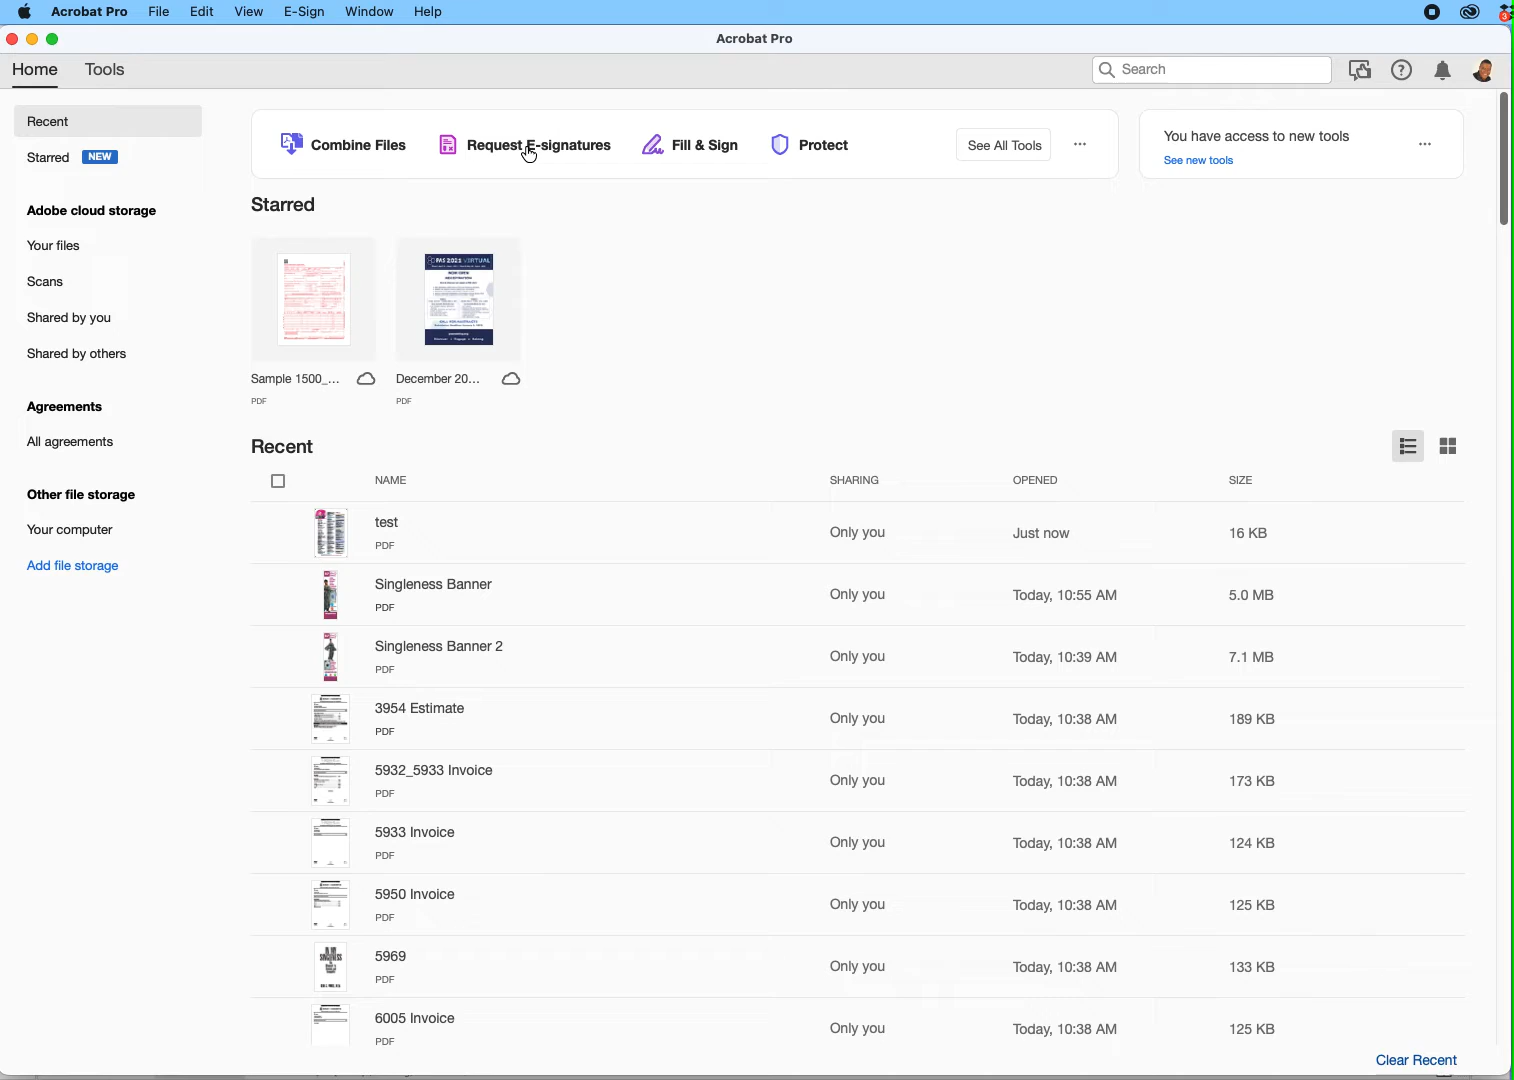 Acrobat Pro File Edit View E-Sign Window Help
3
Acrobat Pro
Home Tools
Search
Recent
Starred NEW
Adobe cloud storage
Your files
Scans
Shared by you
Shared by others
Agreements
All agreements
Other file storage
Your computer
Add file storage
Combine Files Request E-signatures Fill & Sign Protect See All Tools ...
You have access to new tools ...
See new tools
Starred
PAS 2021 VIRTUAL
Sample 1500_... December 20...
PDF PDF
Recent
NAME SHARING OPENED SIZE
test
PDF
Only you Just now 16 KB
Singleness Banner
PDF
Only you Today, 10:55 AM 5.0 MB
Singleness Banner 2
PDF
Only you Today, 10:39 AM 7.1 MB
3954 Estimate
PDF
Only you Today, 10:38 AM 189 KB
5932_5933 Invoice
PDF
Only you Today, 10:38 AM 173 KB
5933 Invoice
PDF
Only you Today, 10:38 AM 124 KB
5950 Invoice
PDF
Only you Today, 10:38 AM 125 KB
5969
PDF
Only you Today, 10:38 AM 133 KB
6005 Invoice
PDF
Only you Today, 10:38 AM 125 KB
Clear Recent